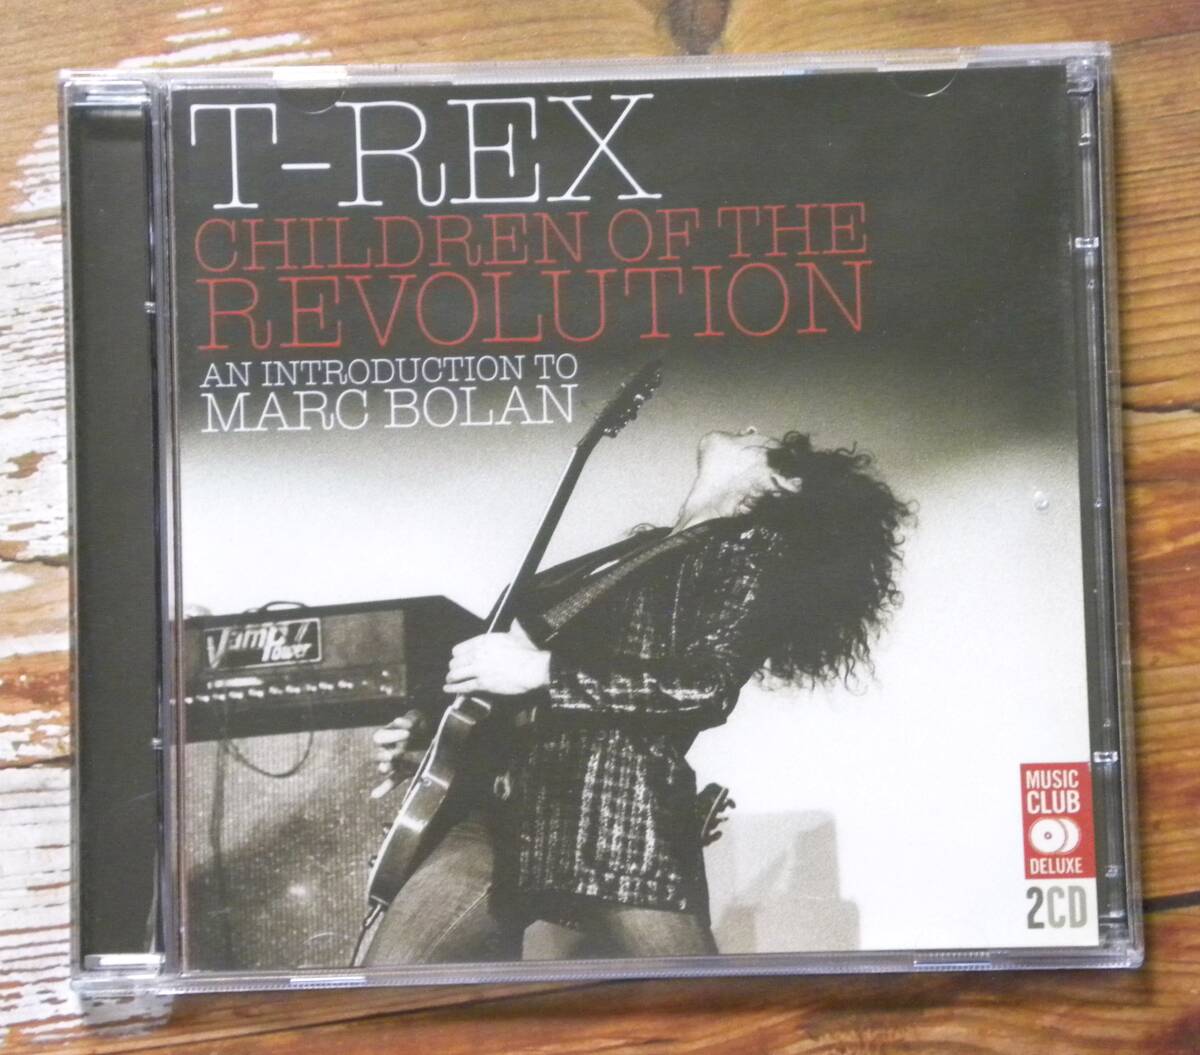 T-REX
CHILDREN OF THE
REVOLUTION
AN INTRODUCTION TO
MARC BOLAN
Vamp
Power
MUSIC
CLUB
DELUXE
2CD